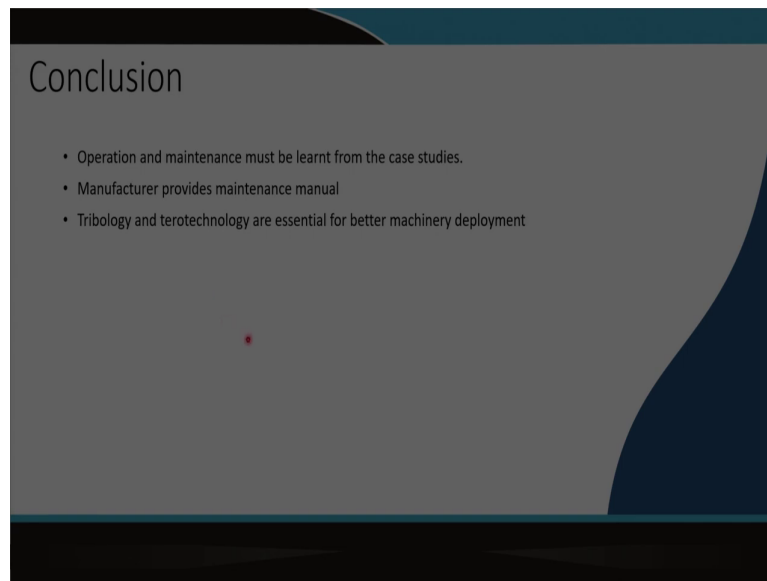 Conclusion
• Operation and maintenance must be learnt from the case studies.
• Manufacturer provides maintenance manual
• Tribology and terotechnology are essential for better machinery deployment